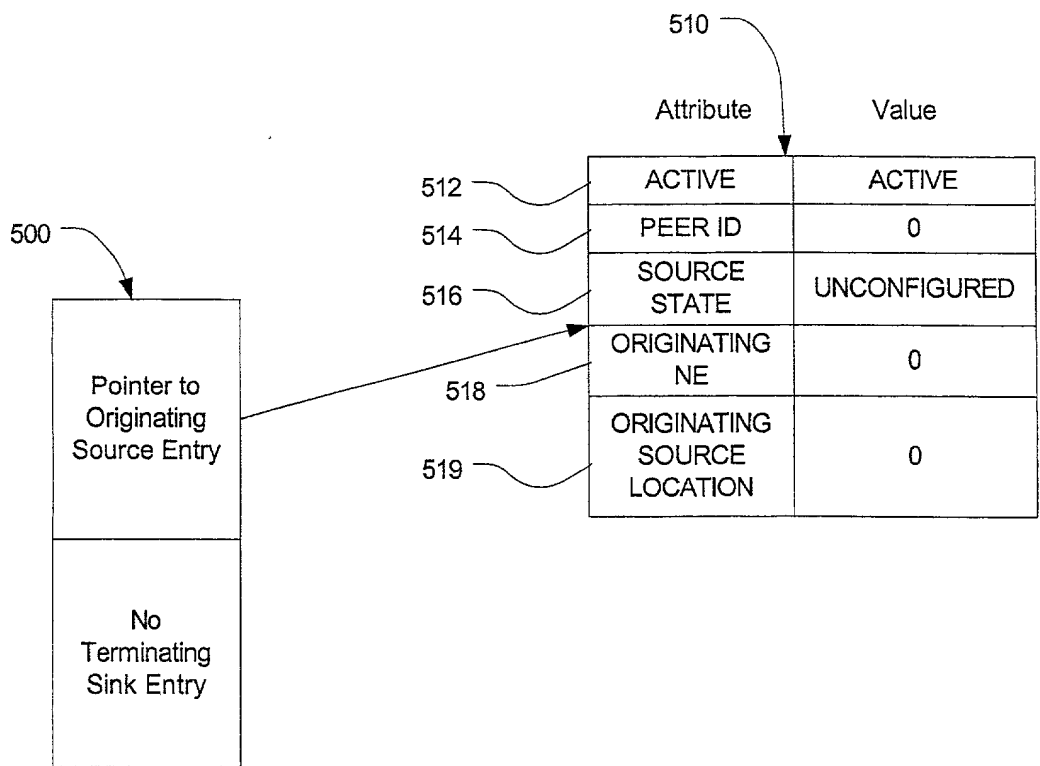 510
Attribute Value
512 ACTIVE ACTIVE
500
514 PEER ID 0
516 SOURCE
STATE UNCONFIGURED
518 ORIGINATING
NE 0
519 ORIGINATING
SOURCE
LOCATION 0
Pointer to
Originating
Source Entry
No
Terminating
Sink Entry